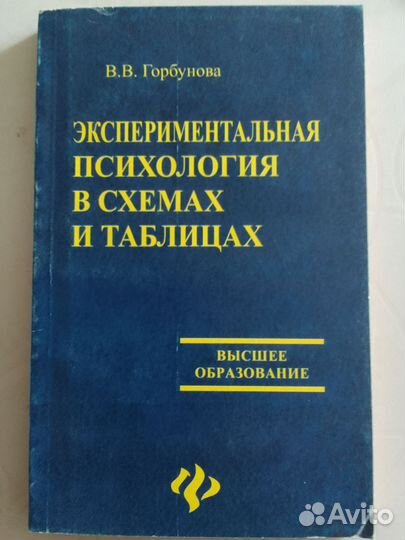 В.В. Горбунова
ЭКСПЕРИМЕНТАЛЬНАЯ
ПСИХОЛОГИЯ
В СХЕМАХ
И ТАБЛИЦАХ
ВЫСШЕЕ
ОБРАЗОВАНИЕ
Avito